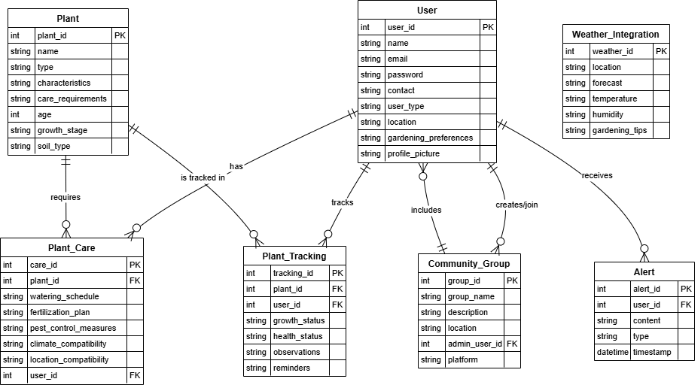 Plant
int plant_id PK
string name
string type
string characteristics
string care_requirements
int age
string growth_stage
string soil_type
User
int user_id PK
string name
string email
string password
string contact
string user_type
string location
string gardening_preferences
string profile_picture
Weather_Integration
int weather_id PK
string location
string forecast
string temperature
string humidity
string gardening_tips
requires
is tracked in
has
tracks
includes
creates/join
receives
Plant_Care
int care_id PK
int plant_id FK
string watering_schedule
string fertilization_plan
string pest_control_measures
string climate_compatibility
string location_compatibility
int user_id FK
Plant_Tracking
int tracking_id PK
int plant_id FK
int user_id FK
string growth_status
string health_status
string observations
string reminders
Community_Group
int group_id PK
string group_name
string description
string location
int admin_user_id FK
string platform
Alert
int alert_id PK
int user_id FK
string content
string type
datetime timestamp